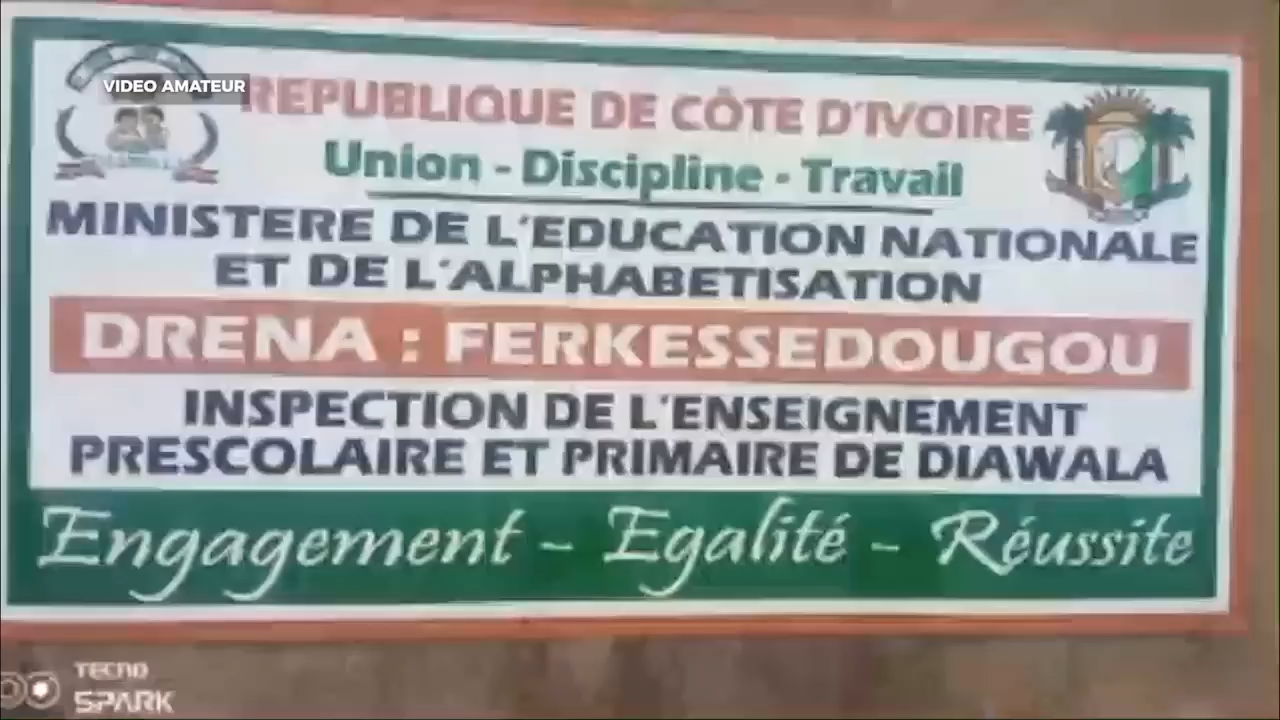 VIDEO AMATEUR
REPUBLIQUE DE CÔTE D'IVOIRE
Union - Discipline - Travail
MINISTERE DE L'EDUCATION NATIONALE
ET DE L'ALPHABETISATION
DRENA : FERKESSEDOUGOU
INSPECTION DE L'ENSEIGNEMENT
PRESCOLAIRE ET PRIMAIRE DE DIAWALA
Engagement - Egalité - Réussite
TECNO
SPARK